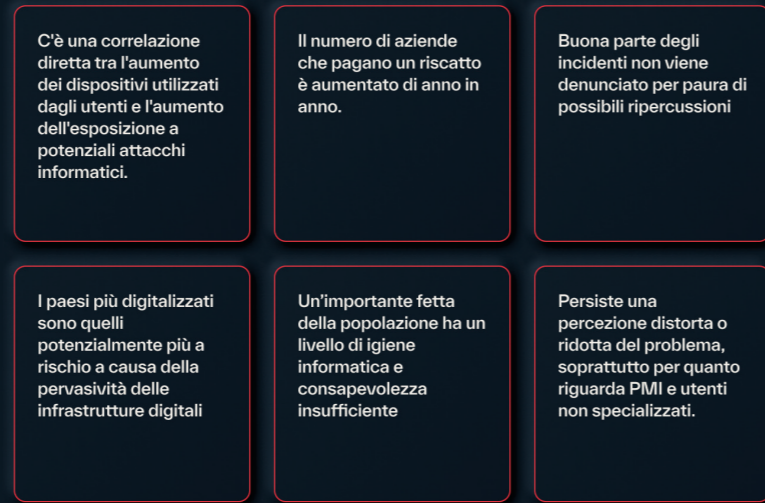 C'è una correlazione
diretta tra l'aumento
dei dispositivi utilizzati
dagli utenti e l'aumento
dell'esposizione a
potenziali attacchi
informatici.
Il numero di aziende
che pagano un riscatto
è aumentato di anno in
anno.
Buona parte degli
incidenti non viene
denunciato per paura di
possibili ripercussioni
I paesi più digitalizzati
sono quelli
potenzialmente più a
rischio a causa della
pervasività delle
infrastrutture digitali
Un'importante fetta
della popolazione ha un
livello di igiene
informatica e
consapevolezza
insufficiente
Persiste una
percezione distorta o
ridotta del problema,
soprattutto per quanto
riguarda PMI e utenti
non specializzati.